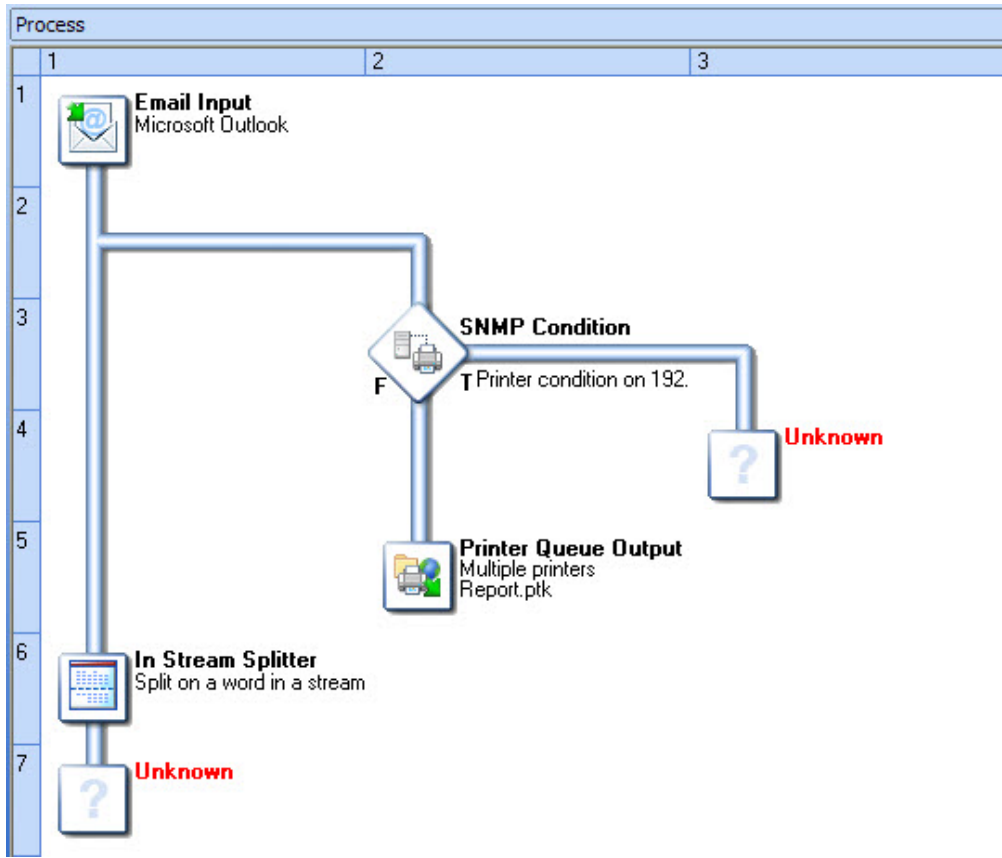 Process
1 2 3
1
Email Input
Microsoft Outlook
2
3
SNMP Condition
F
T Printer condition on 192.
4
Unknown
?
5
Printer Queue Output
Multiple printers
Report.ptk
6
In Stream Splitter
Split on a word in a stream
7
Unknown
?